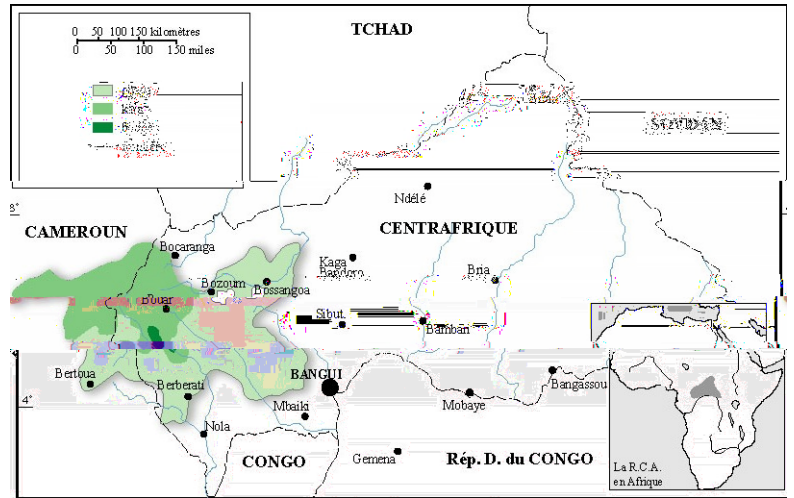 0 50 100 150 kilomètres
0 50 100 150 miles
TCHAD
SOUDAN
Ndélé
8°
CAMEROUN
CENTRAFRIQUE
Bocaranga
Kaga
Bandoro
Bozoum
Bossangoa
Bria
Bouar
Sibut
Bambari
BANGUI
Bertoua
Berberati
Bangassou
Mobaye
4°
Mbaiki
Nola
CONGO
Gemena
Rép. D. du CONGO
La R.C.A.
en Afrique